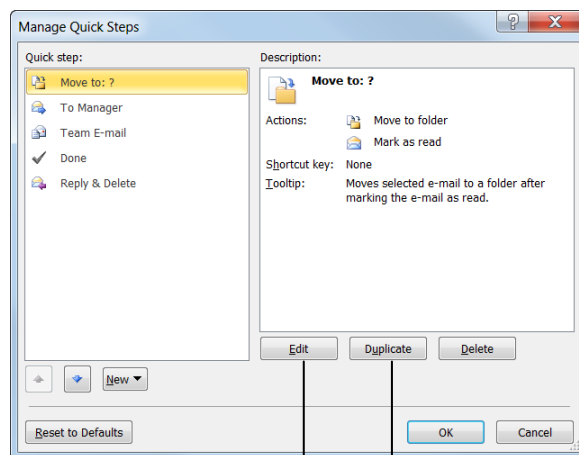 Manage Quick Steps
Quick step:
Move to: ?
To Manager
Team E-mail
Done
Reply & Delete
New
Description:
Move to: ?
Actions: Move to folder
Mark as read
Shortcut key: None
Tooltip: Moves selected e-mail to a folder after
marking the e-mail as read.
Edit Duplicate Delete
Reset to Defaults OK Cancel